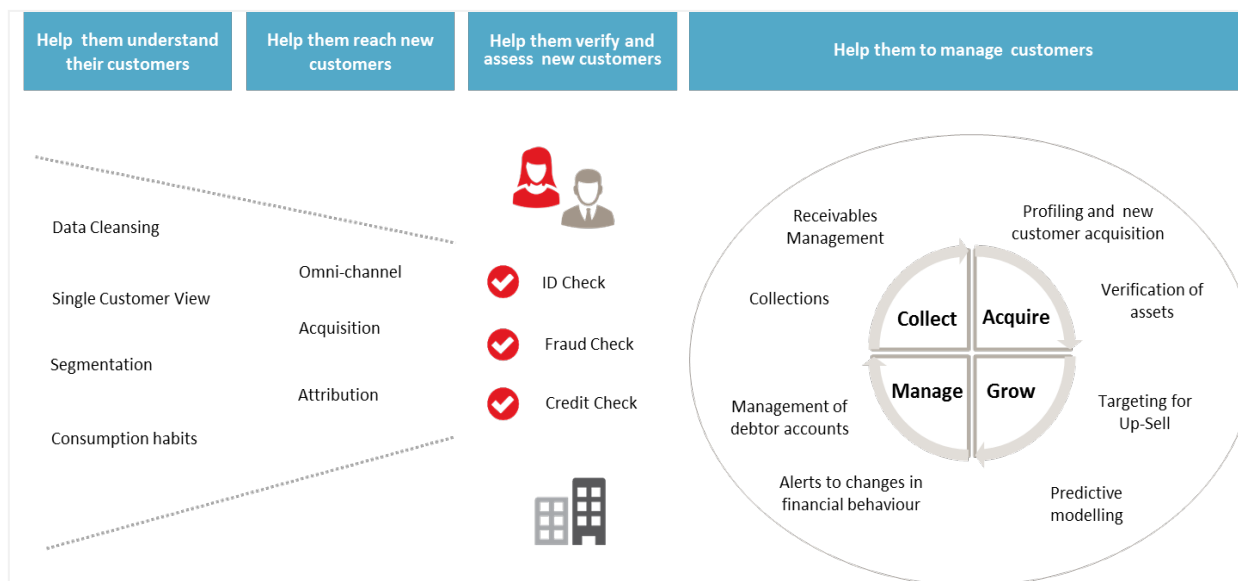 Help them understand
their customers
Help them reach new
customers
Help them verify and
assess new customers
Help them to manage customers
Data Cleansing
Single Customer View
Segmentation
Consumption habits
Omni-channel
Acquisition
Attribution
ID Check
Fraud Check
Credit Check
Receivables
Management
Profiling and new
customer acquisition
Collections
Verification of
assets
Collect
Acquire
Manage
Grow
Management of
debtor accounts
Targeting for
Up-Sell
Alerts to changes in
financial behaviour
Predictive
modelling